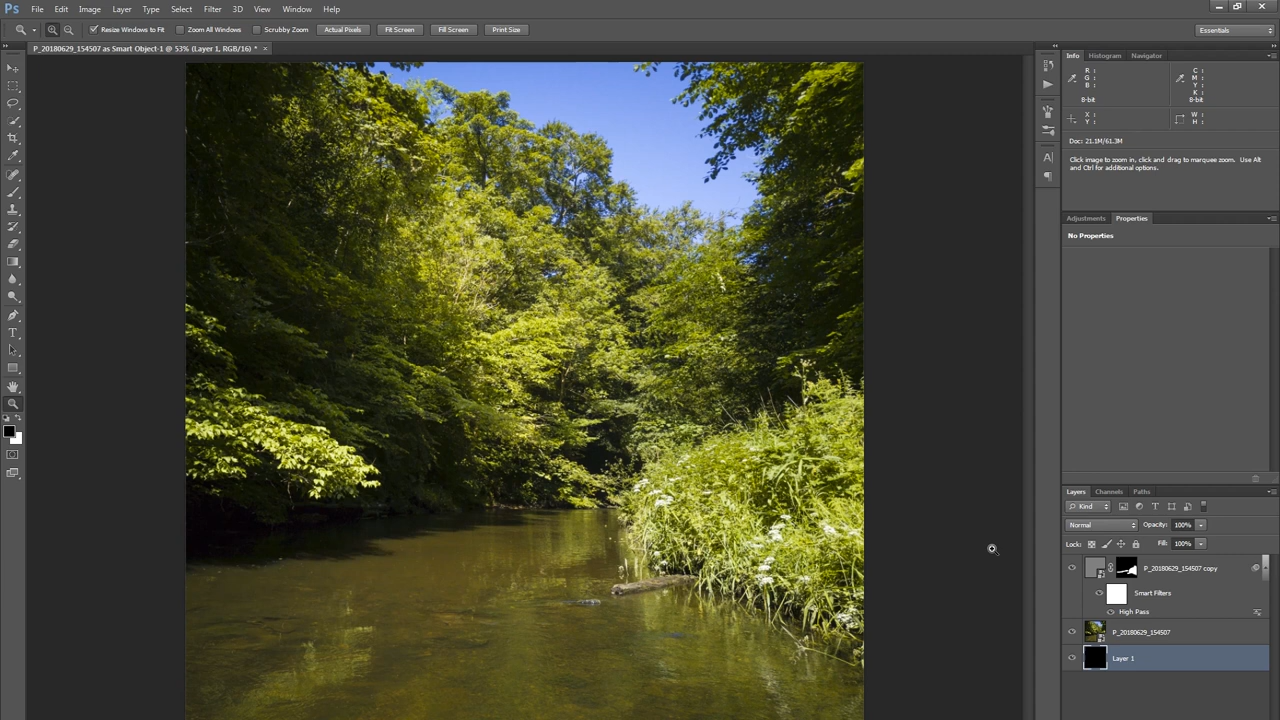 Ps File Edit Image Layer Type Select Filter 3D View Window Help
Resize Windows to Fit Zoom All Windows Scrubby Zoom Actual Pixels Fit Screen Fill Screen Print Size Essentials
P_20180629_154507 as Smart Object-1 @ 53% (Layer 1, RGB/16) * ×
Info Histogram Navigator
R : C :
G : M :
B : Y :
K :
8-bit 8-bit
X : W :
Y : H :
Doc: 21.1M/61.3M
Click image to zoom in, click and drag to marquee zoom. Use Alt
and Ctrl for additional options.
Adjustments Properties
No Properties
Layers Channels Paths
Kind
Normal Opacity: 100%
Lock: Fill: 100%
P_20180629_154507 copy
Smart Filters
High Pass
P_20180629_154507
Layer 1